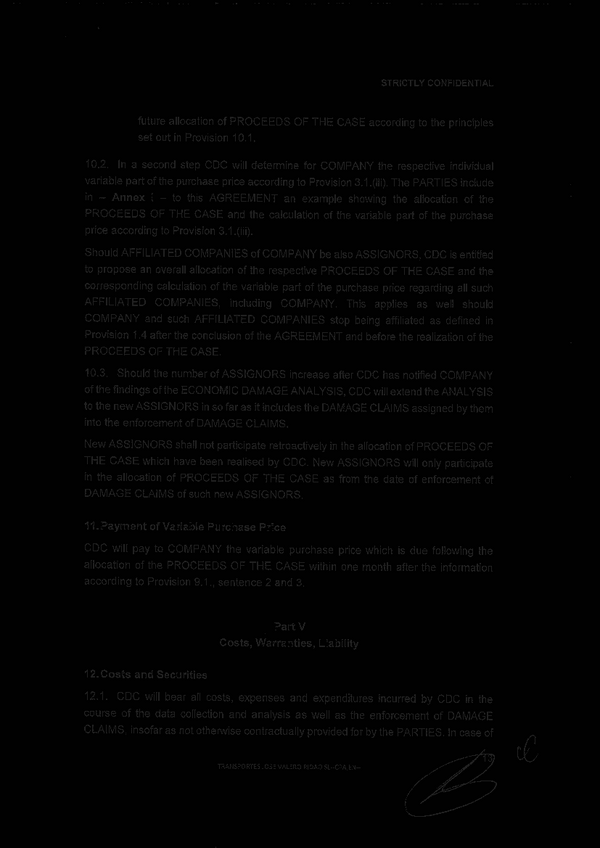 STRICTLY CONFIDENTIAL
future allocation of PROCEEDS OF THE CASE according to the principles
set out in Provision 10.1.
10.2. In a second step CDC will determine for COMPANY the respective individual
variable part of the purchase price according to Provision 3.1.(iii). The PARTIES include
in – Annex I – to this AGREEMENT an example showing the allocation of the
PROCEEDS OF THE CASE and the calculation of the variable part of the purchase
price according to Provision 3.1.(iii).
Should AFFILIATED COMPANIES of COMPANY be also ASSIGNORS, CDC is entitled
to propose an overall allocation of the respective PROCEEDS OF THE CASE and the
corresponding calculation of the variable part of the purchase price regarding all such
AFFILIATED COMPANIES, including COMPANY. This applies as well should
COMPANY and such AFFILIATED COMPANIES stop being affiliated as defined in
Provision 1.4 after the conclusion of the AGREEMENT and before the realization of the
PROCEEDS OF THE CASE.
10.3. Should the number of ASSIGNORS increase after CDC has notified COMPANY
of the findings of the ECONOMIC DAMAGE ANALYSIS, CDC will extend the ANALYSIS
to the new ASSIGNORS in so far as it includes the DAMAGE CLAIMS assigned by them
into the enforcement of DAMAGE CLAIMS.
New ASSIGNORS shall not participate retroactively in the allocation of PROCEEDS OF
THE CASE which have been realised by CDC. New ASSIGNORS will only participate
in the allocation of PROCEEDS OF THE CASE as from the date of enforcement of
DAMAGE CLAIMS of such new ASSIGNORS.
11. Payment of Variable Purchase Price
CDC will pay to COMPANY the variable purchase price which is due following the
allocation of the PROCEEDS OF THE CASE within one month after the information
according to Provision 9.1., sentence 2 and 3.
Part V
Costs, Warranties, Liability
12. Costs and Securities
12.1. CDC will bear all costs, expenses and expenditures incurred by CDC in the
course of the data collection and analysis as well as the enforcement of DAMAGE
CLAIMS, insofar as not otherwise contractually provided for by the PARTIES. In case of
TRANSPORTES